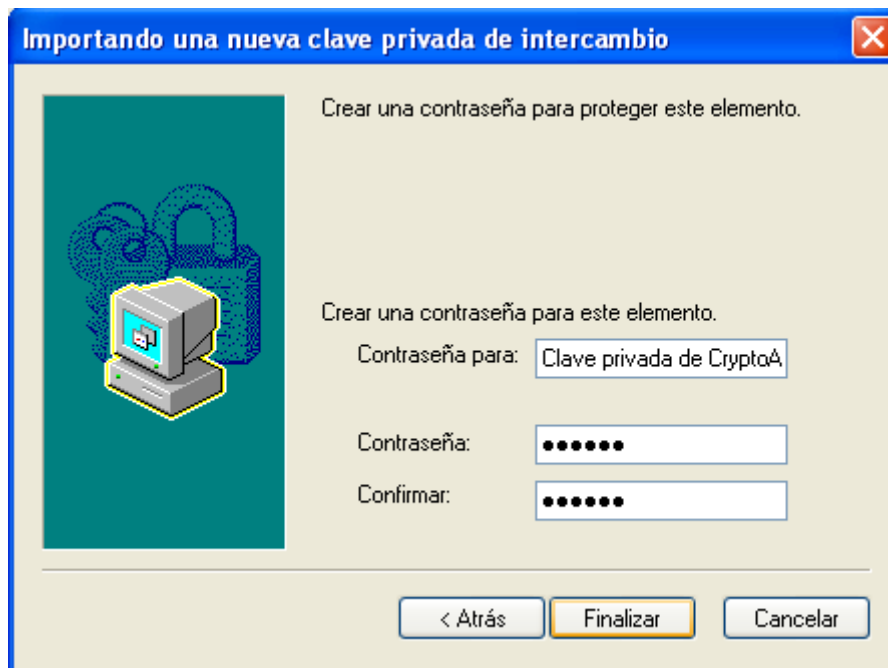 Importando una nueva clave privada de intercambio
Crear una contraseña para proteger este elemento.
Crear una contraseña para este elemento.
Contraseña para: Clave privada de CryptoA
Contraseña: ●●●●●●
Confirmar: ●●●●●●
< Atrás Finalizar Cancelar